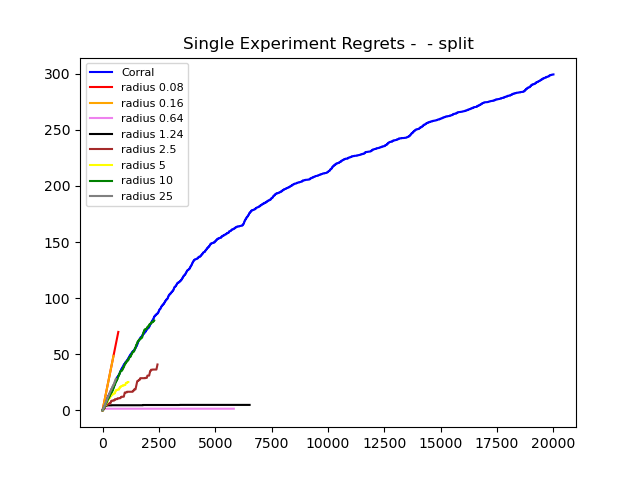 Single Experiment Regrets -  - split
300
250
200
150
100
50
0
Corral
radius 0.08
radius 0.16
radius 0.64
radius 1.24
radius 2.5
radius 5
radius 10
radius 25
0 2500 5000 7500 10000 12500 15000 17500 20000